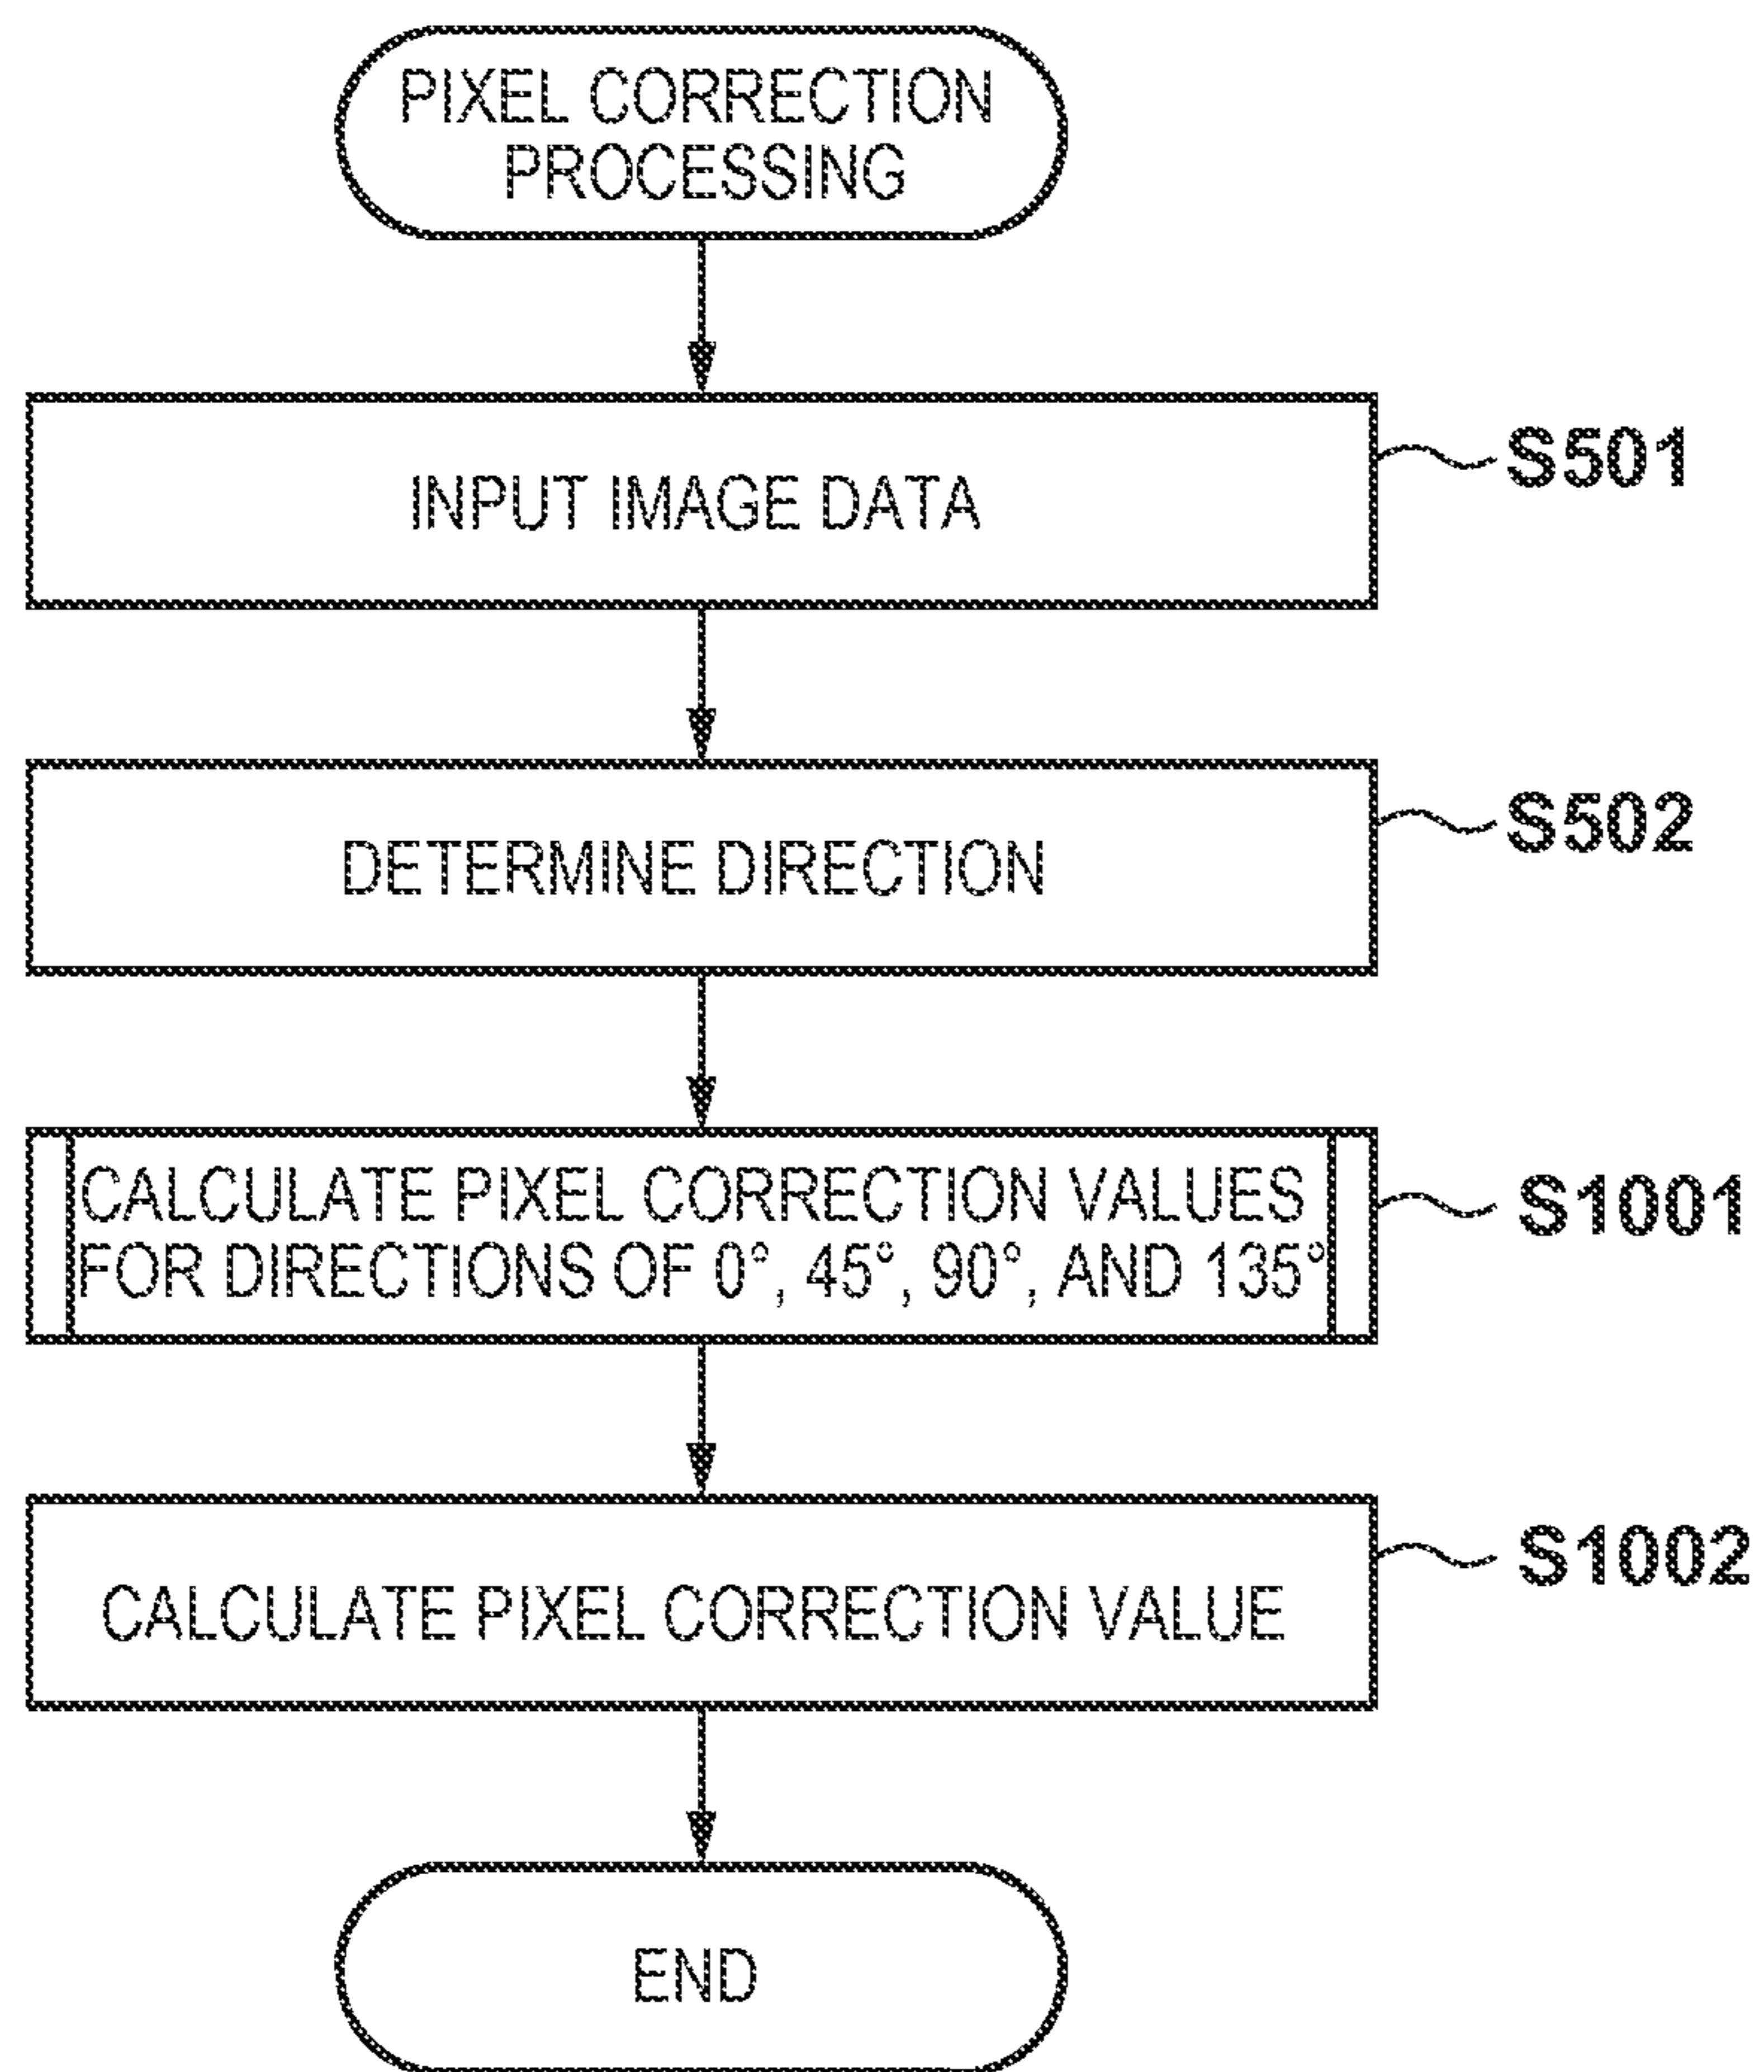 PIXEL CORRECTION
PROCESSING
INPUT IMAGE DATA
S501
DETERMINE DIRECTION
S502
CALCULATE PIXEL CORRECTION VALUES
FOR DIRECTIONS OF 0°, 45°, 90°, AND 135°
S1001
CALCULATE PIXEL CORRECTION VALUE
S1002
END